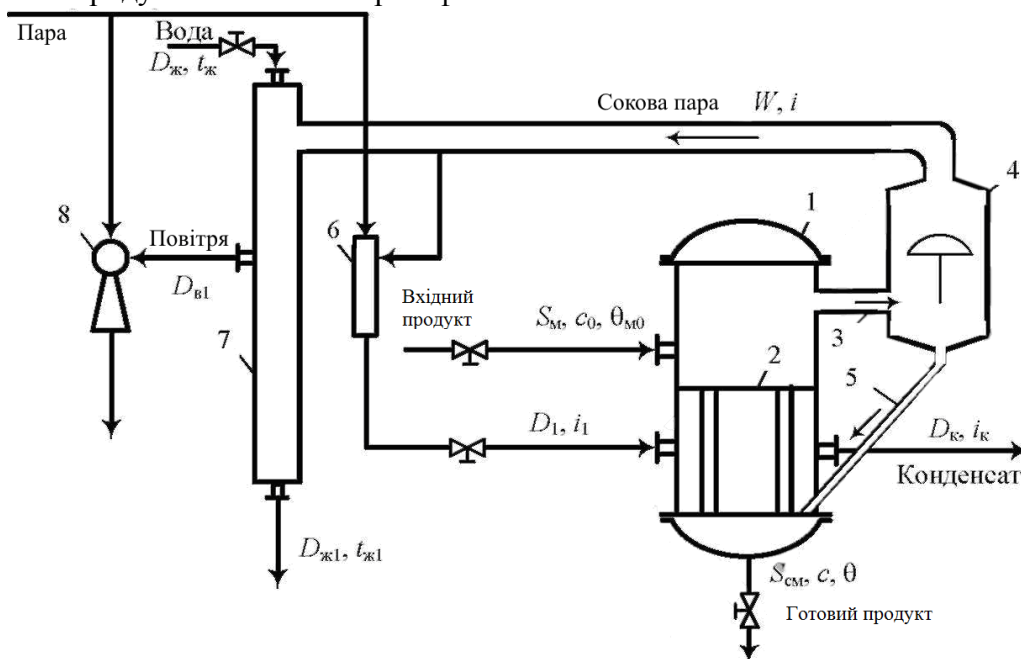 Пара
Вода
Dж, tж
Сокова пара W, i
4
1
8
Повітря
6
Dв1
Вхідний
продукт
Sм, c0, θм0
3
7
2
5
D1, i1
Dк, iк
Конденсат
Dж1, tж1
Sсм, c, θ
Готовий продукт